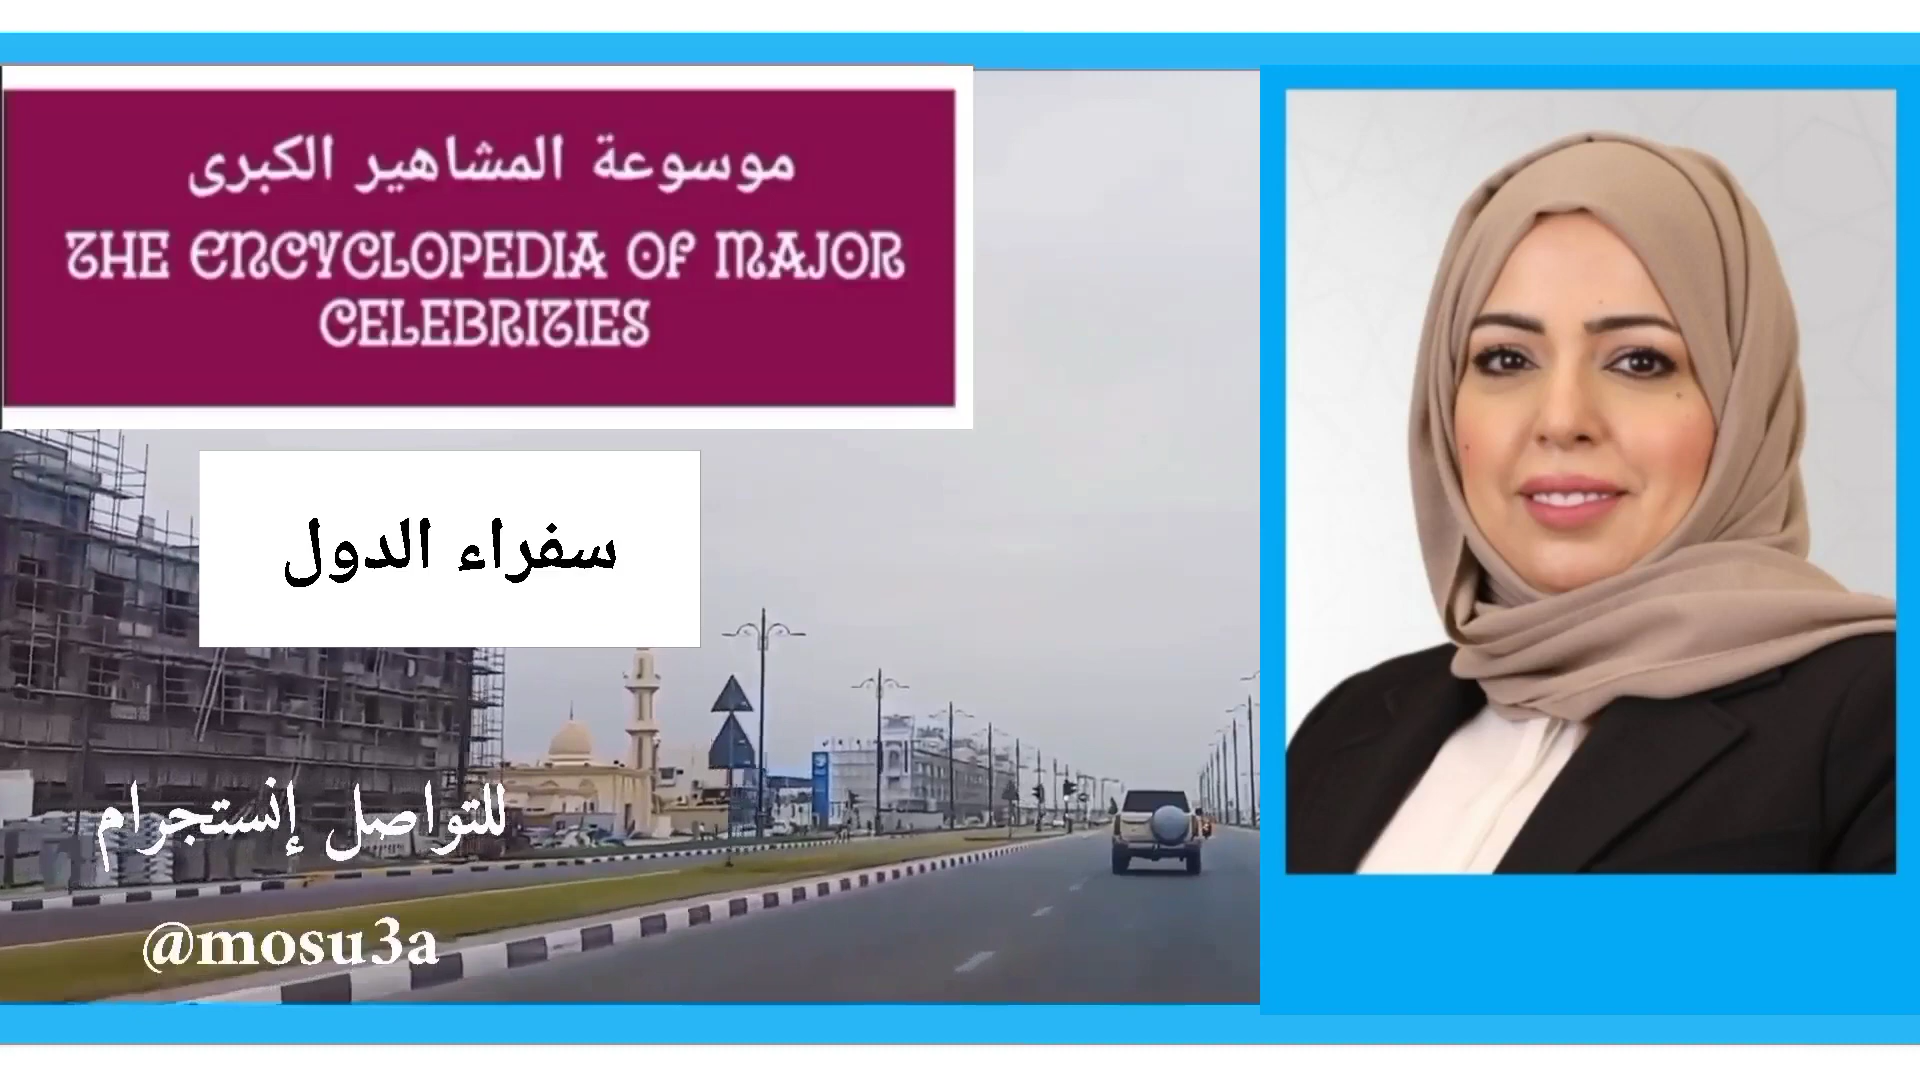 موسوعة المشاهير الكبرى
THE ENCYCLOPEDIA OF MAJOR
CELEBRITIES
سفراء الدول
للتواصل إنستجرام
@mosu3a